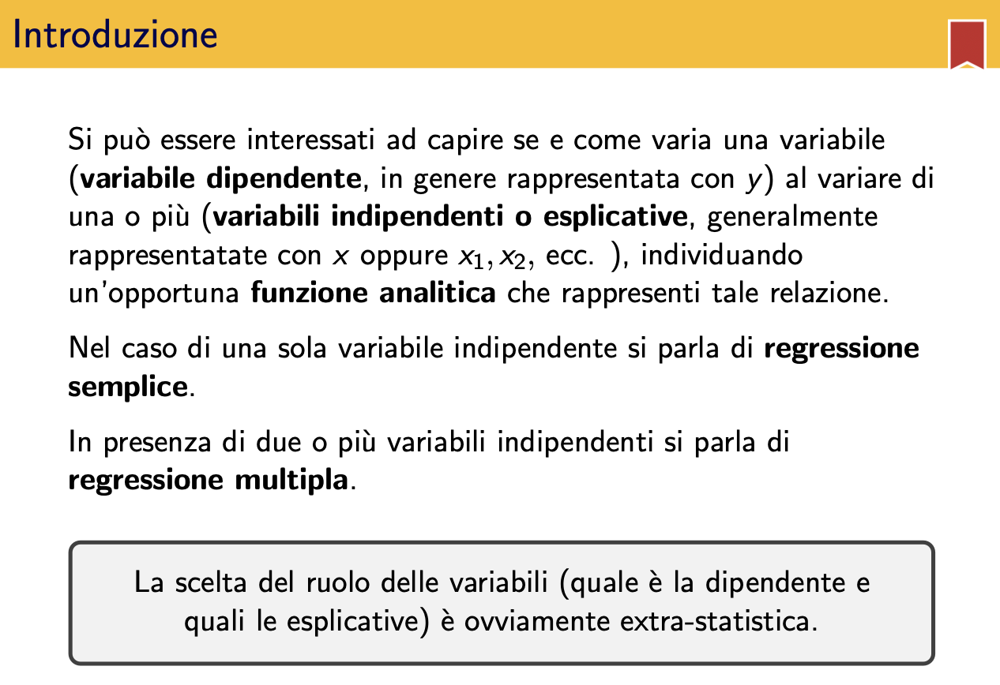 Introduzione
Si può essere interessati ad capire se e come varia una variabile
(variabile dipendente, in genere rappresentata con y) al variare di
una o più (variabili indipendenti o esplicative, generalmente
rappresentatate con x oppure x₁, x₂, ecc. ), individuando
un'opportuna funzione analitica che rappresenti tale relazione.
Nel caso di una sola variabile indipendente si parla di regressione
semplice.
In presenza di due o più variabili indipendenti si parla di
regressione multipla.
La scelta del ruolo delle variabili (quale è la dipendente e
quali le esplicative) è ovviamente extra-statistica.